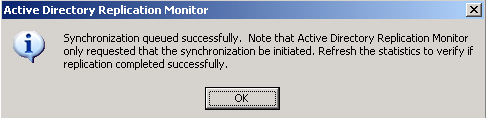 Active Directory Replication Monitor
Synchronization queued successfully. Note that Active Directory Replication Monitor
only requested that the synchronization be initiated. Refresh the statistics to verify if
replication completed successfully.
OK